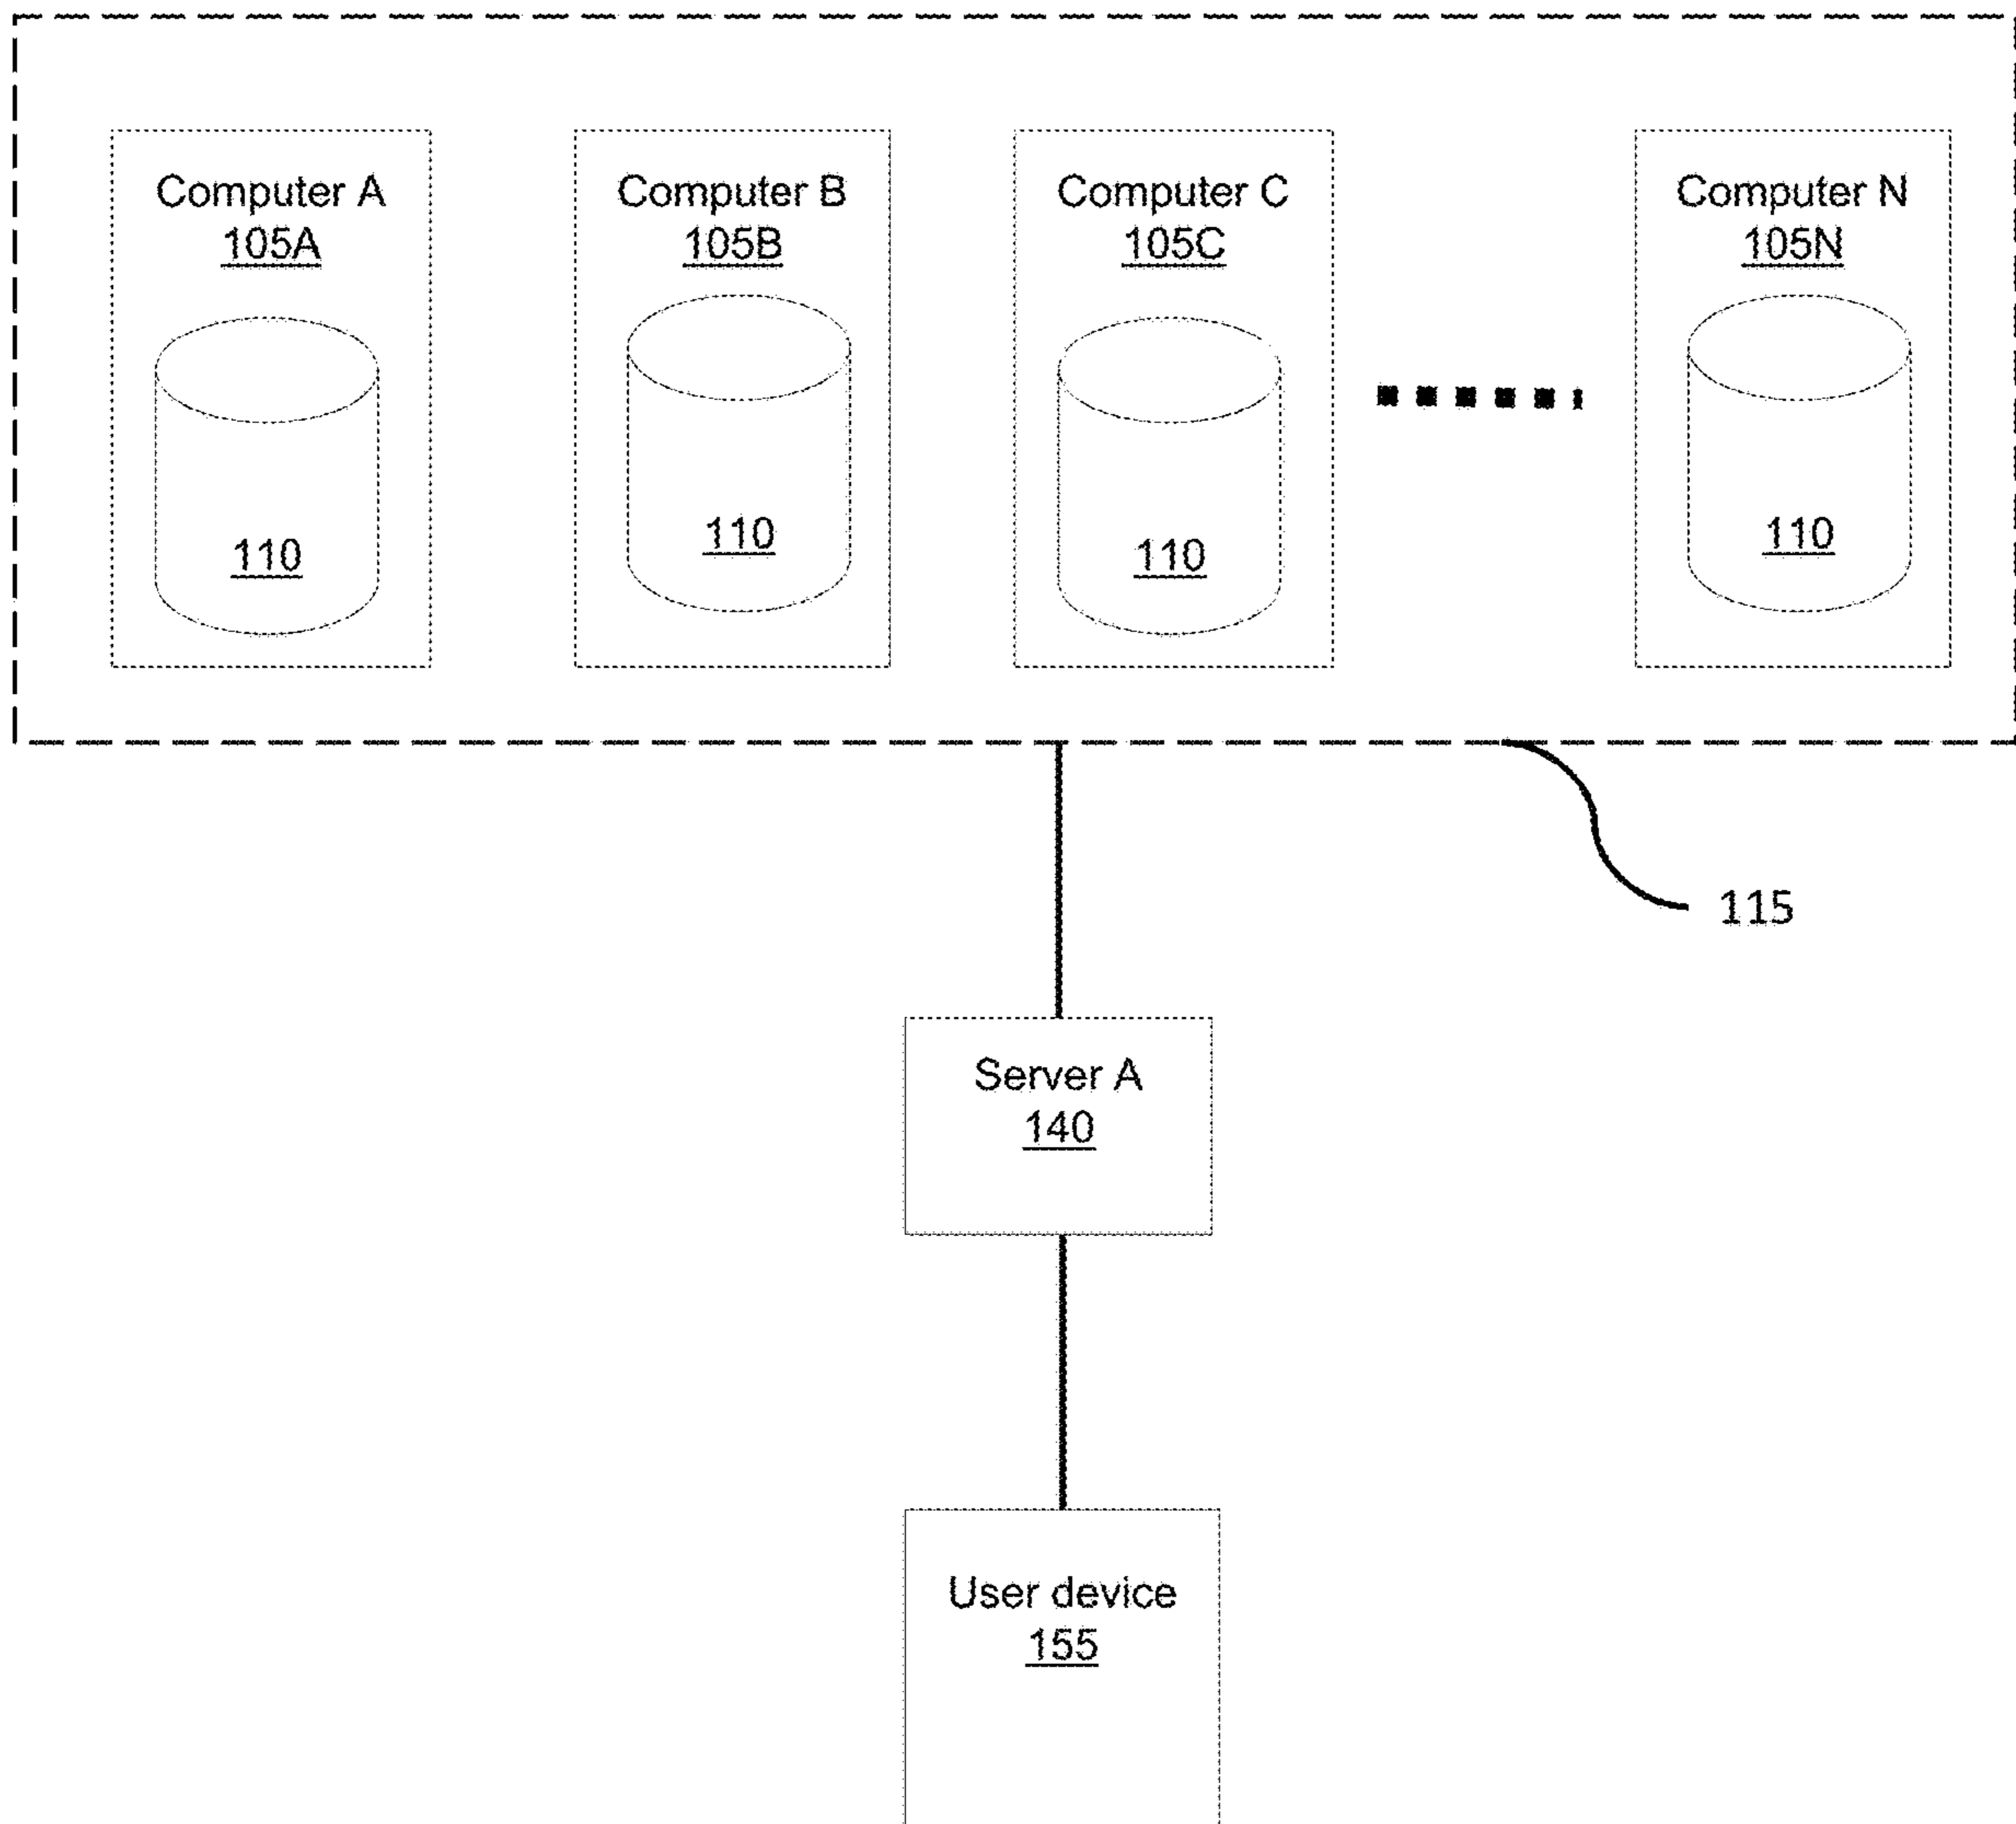 Computer A
105A
Computer B
105B
Computer C
105C
Computer N
105N
110
110
110
110
115
Server A
140
User device
155